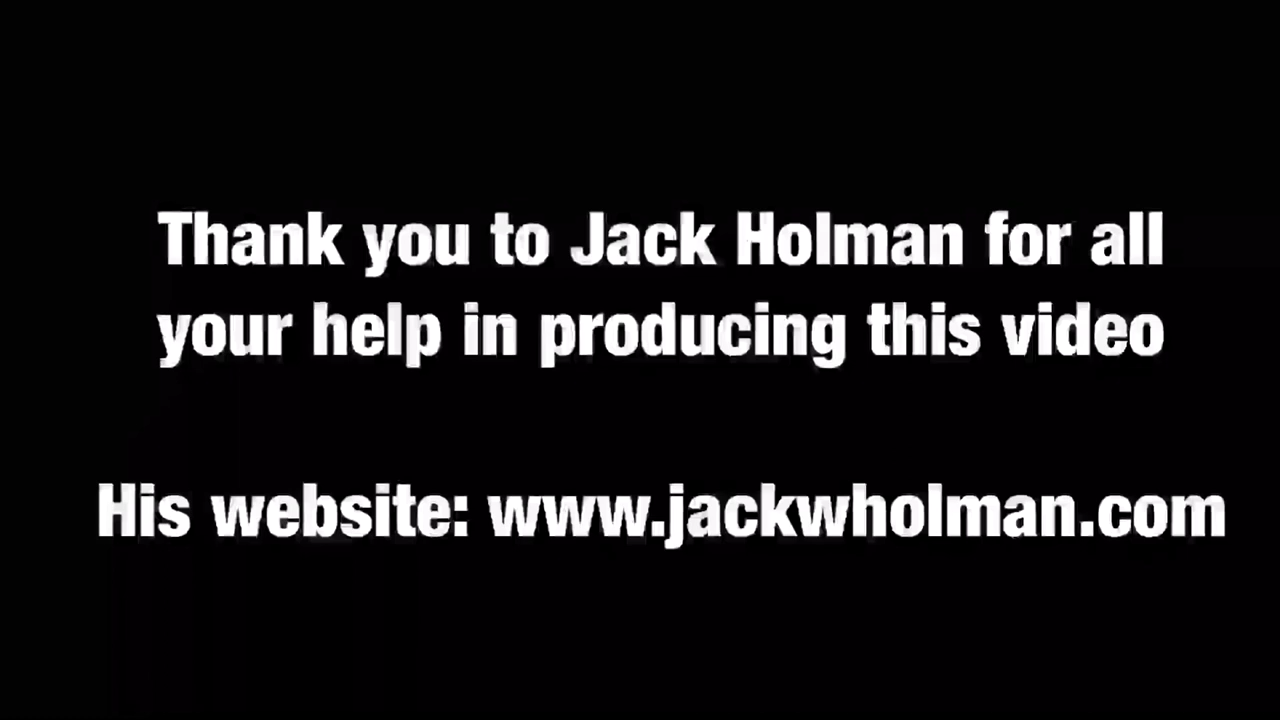 Thank you to Jack Holman for all
your help in producing this video
His website: www.jackwholman.com